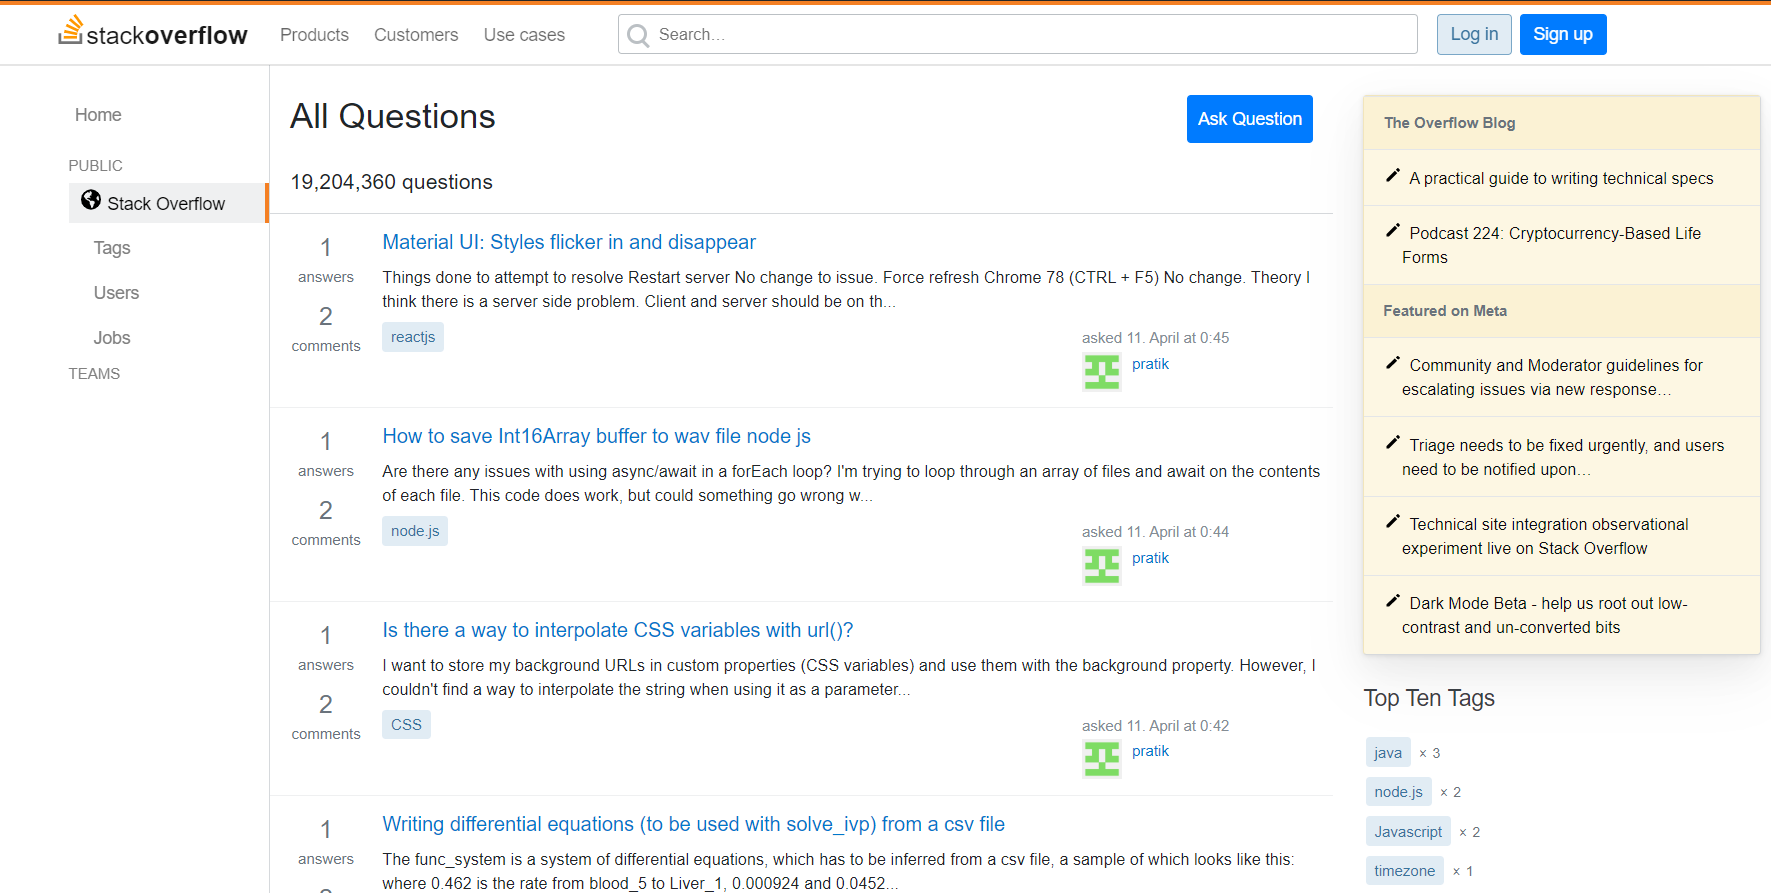 stackoverflow Products Customers Use cases Search... Log in Sign up
Home
PUBLIC
Stack Overflow
Tags
Users
Jobs
TEAMS
All Questions
Ask Question
19,204,360 questions
1
answers
2
comments
Material UI: Styles flicker in and disappear
Things done to attempt to resolve Restart server No change to issue. Force refresh Chrome 78 (CTRL + F5) No change. Theory I
think there is a server side problem. Client and server should be on th...
reactjs
asked 11. April at 0:45
pratik
1
answers
2
comments
How to save Int16Array buffer to wav file node js
Are there any issues with using async/await in a forEach loop? I'm trying to loop through an array of files and await on the contents
of each file. This code does work, but could something go wrong w...
node.js
asked 11. April at 0:44
pratik
1
answers
2
comments
Is there a way to interpolate CSS variables with url()?
I want to store my background URLs in custom properties (CSS variables) and use them with the background property. However, I
couldn't find a way to interpolate the string when using it as a parameter...
CSS
asked 11. April at 0:42
pratik
1
answers
Writing differential equations (to be used with solve_ivp) from a csv file
The func_system is a system of differential equations, which has to be inferred from a csv file, a sample of which looks like this:
where 0.462 is the rate from blood_5 to Liver_1, 0.000924 and 0.0452...
The Overflow Blog
A practical guide to writing technical specs
Podcast 224: Cryptocurrency-Based Life
Forms
Featured on Meta
Community and Moderator guidelines for
escalating issues via new response...
Triage needs to be fixed urgently, and users
need to be notified upon...
Technical site integration observational
experiment live on Stack Overflow
Dark Mode Beta - help us root out low-
contrast and un-converted bits
Top Ten Tags
java × 3
node.js × 2
Javascript × 2
timezone × 1